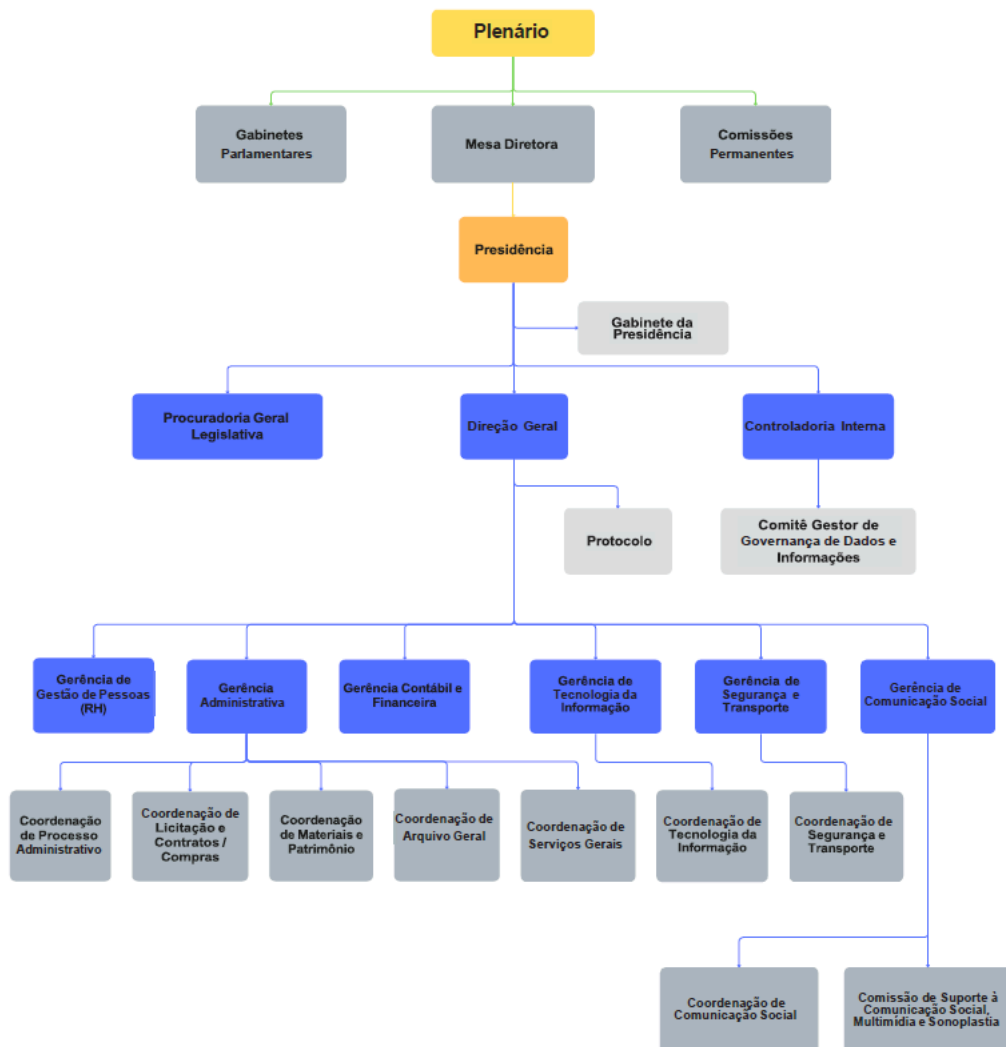 Plenário
Gabinetes
Parlamentares
Mesa Diretora
Comissões
Permanentes
Presidência
Gabinete da
Presidência
Procuradoria Geral
Legislativa
Direção Geral
Controladoria Interna
Protocolo
Comitê Gestor de
Governança de Dados e
Informações
Gerência de
Gestão de Pessoas
(RH)
Gerência
Administrativa
Gerência Contábil e
Financeira
Gerência de
Tecnologia da
Informação
Gerência de
Segurança e
Transporte
Gerência de
Comunicação Social
Coordenação
de Processo
Administrativo
Coordenação de
Licitação e
Contratos /
Compras
Coordenação
de Materiais e
Patrimônio
Coordenação de
Arquivo Geral
Coordenação de
Serviços Gerais
Coordenação de
Tecnologia da
Informação
Coordenação de
Segurança e
Transporte
Coordenação de
Comunicação Social
Comissão de Suporte à
Comunicação Social,
Multimídia e Sonoplastia